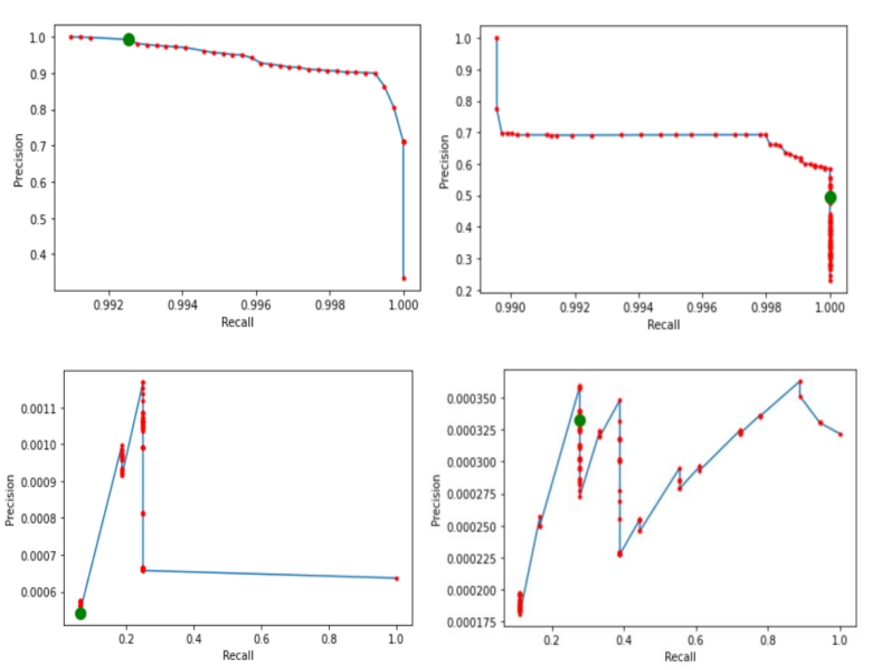 1.0
0.9
0.8
0.7
0.6
0.5
0.4
Precision
0.992 0.994 0.996 0.998 1.000
Recall
1.0
0.9
0.8
0.7
0.6
0.5
0.4
0.3
0.2
Precision
0.990 0.992 0.994 0.996 0.998 1.000
Recall
0.0011
0.0010
0.0009
0.0008
0.0007
0.0006
Precision
0.2 0.4 0.6 0.8 1.0
Recall
0.000350
0.000325
0.000300
0.000275
0.000250
0.000225
0.000200
0.000175
Precision
0.2 0.4 0.6 0.8 1.0
Recall